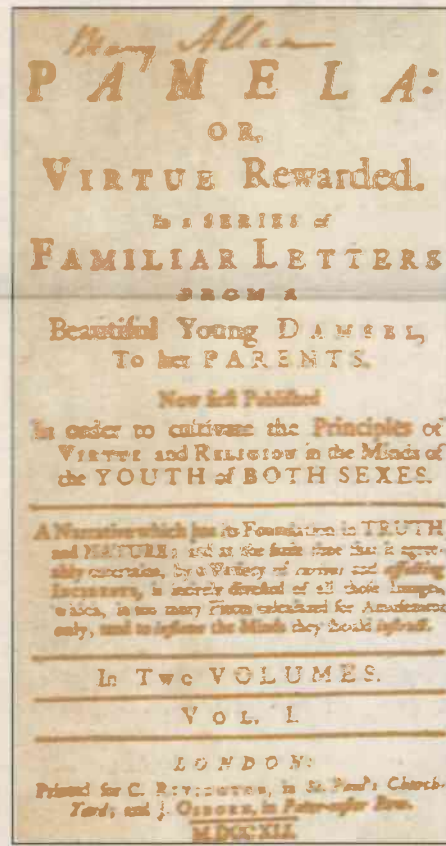 Mary Allen
PAMELA:
OR,
VIRTUE Rewarded.
In a SERIES of
FAMILIAR LETTERS
FROM A
Beautiful Young DAMSEL,
To her PARENTS.
Now first Published
In order to cultivate the Principles of
VIRTUE and RELIGION in the Minds of
the YOUTH of BOTH SEXES.
A Narrative which has its Foundation in TRUTH
and NATURE; and at the same time that it agree-
ably entertains, by a Variety of curious and affecting
INCIDENTS, is intirely divested of all those Images,
which, in too many Pieces calculated for Amusement
only, tend to inflame the Minds they should instruct.
In Two VOLUMES.
VOL. I.
LONDON:
Printed for C. RIVINGTON, in St. Paul's Church-
Yard; and J. OSBORN, in Pater-noster Row.
M.DCC.XLI.